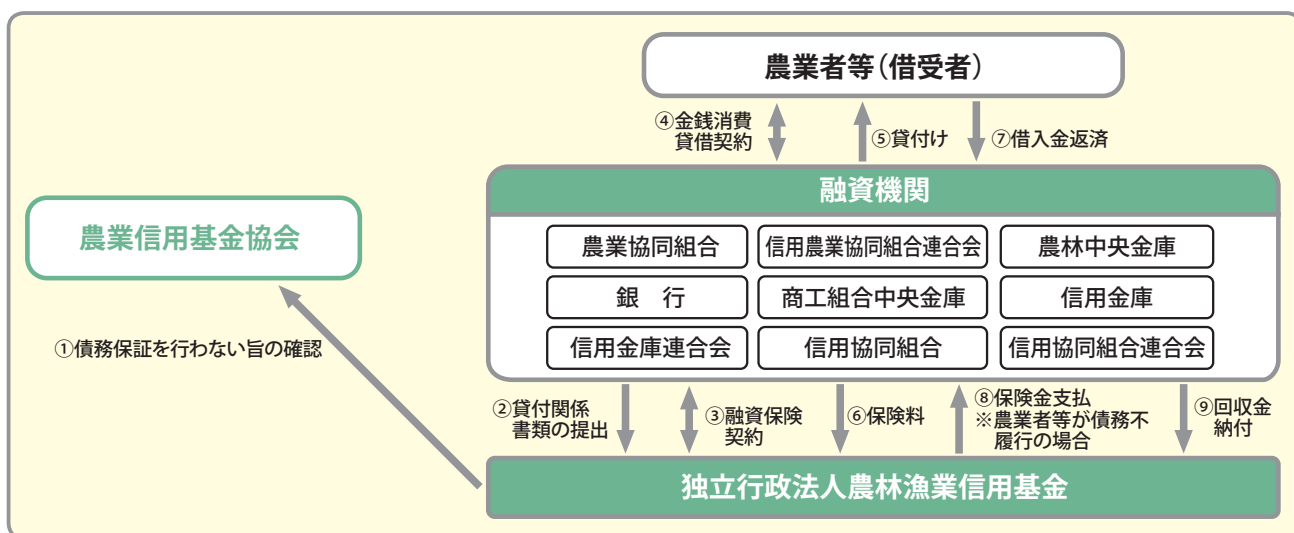 農業者等（借受者）
④金銭消費
貸借契約
⑤貸付け
⑦借入金返済
融資機関
農業信用基金協会
農業協同組合
信用農業協同組合連合会
農林中央金庫
銀　行
商工組合中央金庫
信用金庫
信用金庫連合会
信用協同組合
信用協同組合連合会
①債務保証を行わない旨の確認
②貸付関係
書類の提出
③融資保険
契約
⑥保険料
⑧保険金支払
※農業者等が債務不
履行の場合
⑨回収金
納付
独立行政法人農林漁業信用基金